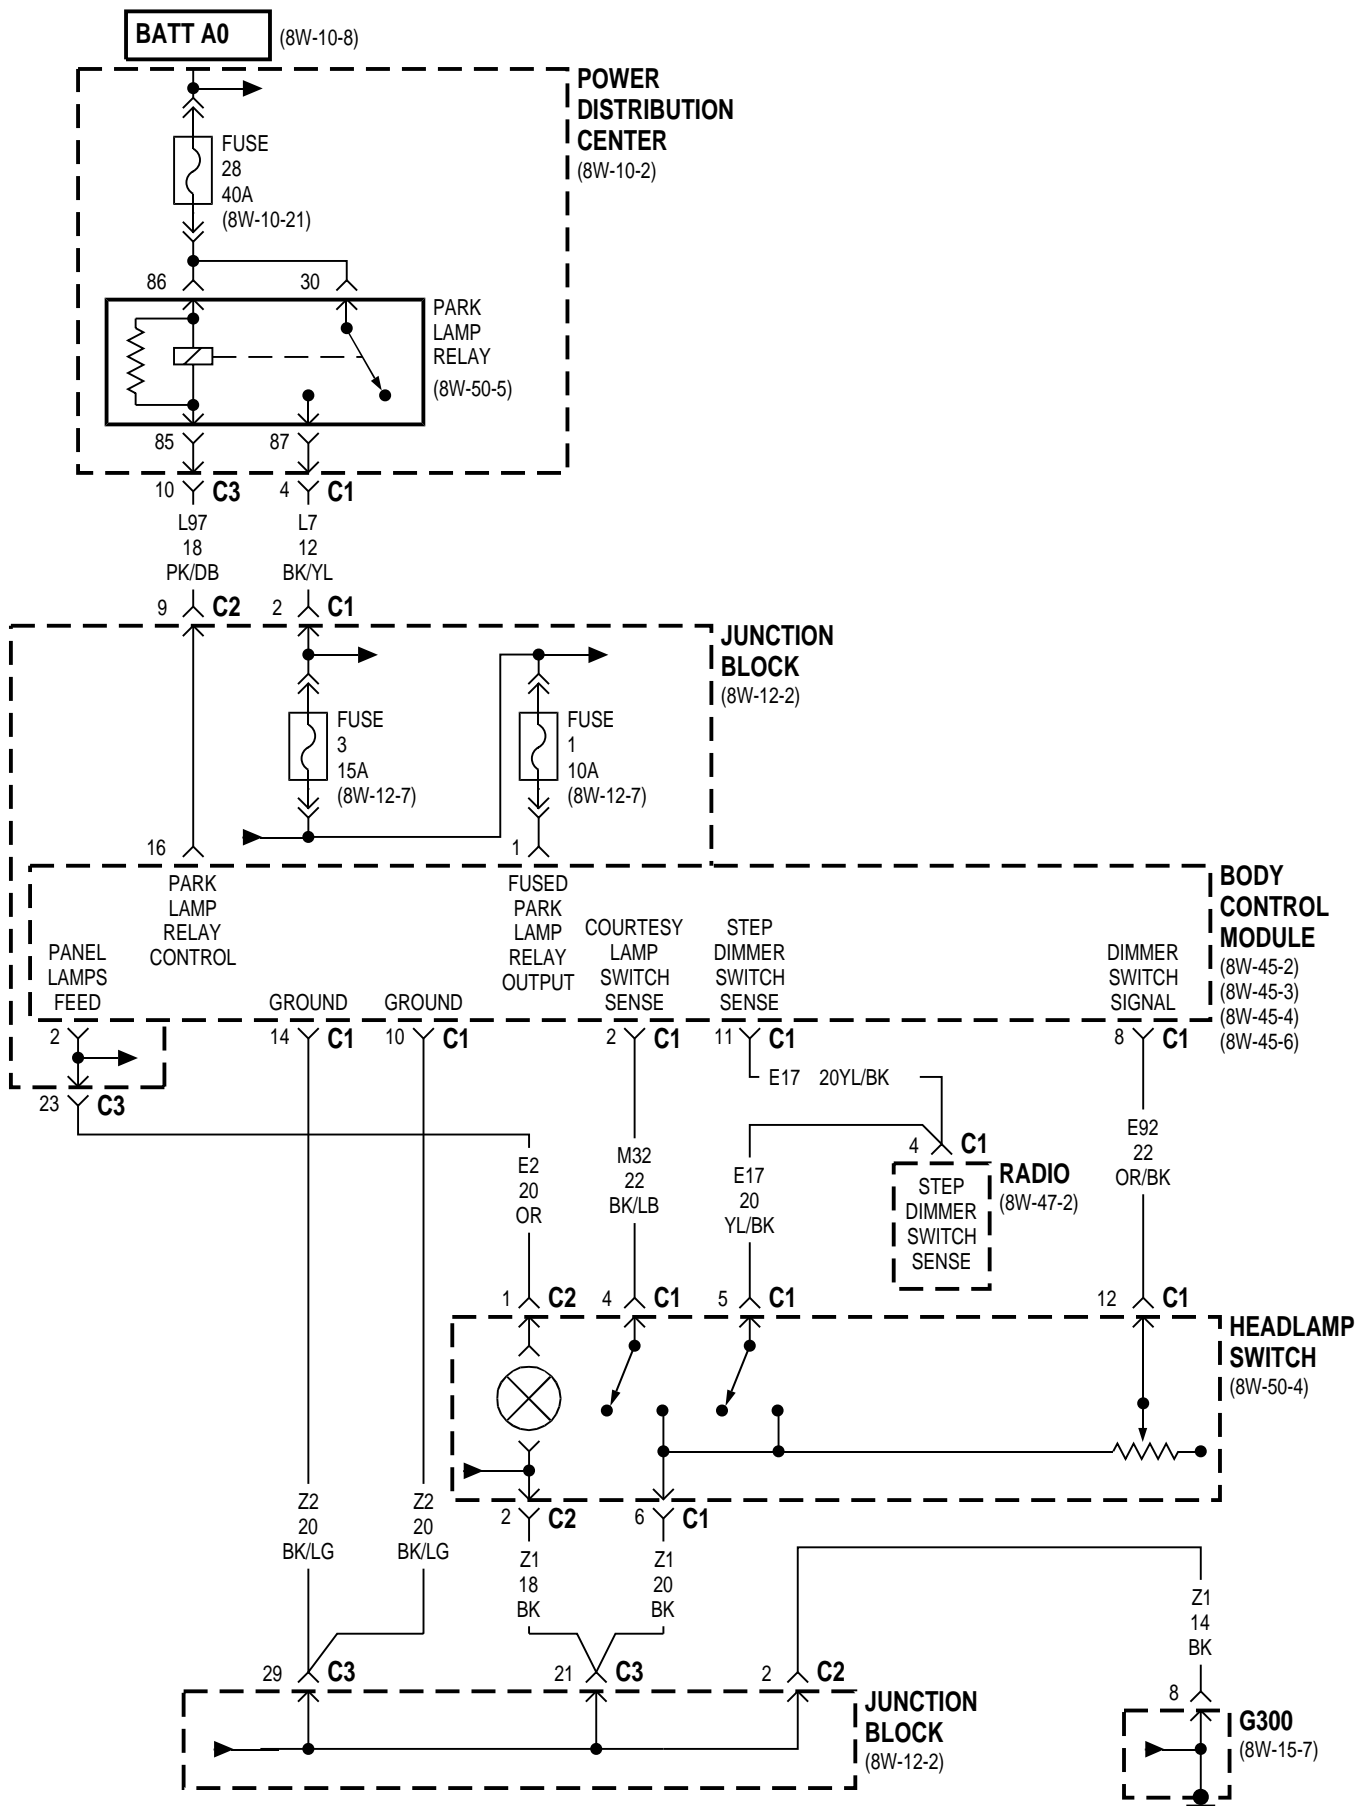 BATT A0 (8W-10-8)
POWER
DISTRIBUTION
CENTER
(8W-10-2)
FUSE
28
40A
(8W-10-21)
86 30
PARK
LAMP
RELAY
(8W-50-5)
85 87
10 C3 4 C1
L97 L7
18 12
PK/DB BK/YL
9 C2 2 C1
JUNCTION
BLOCK
(8W-12-2)
FUSE FUSE
3 1
15A 10A
(8W-12-7) (8W-12-7)
16 1
BODY
CONTROL
MODULE
(8W-45-2)
(8W-45-3)
(8W-45-4)
(8W-45-6)
PARK
LAMP
RELAY
CONTROL
FUSED
PARK
LAMP
RELAY
OUTPUT
COURTESY
LAMP
SWITCH
SENSE
STEP
DIMMER
SWITCH
SENSE
DIMMER
SWITCH
SIGNAL
PANEL
LAMPS
FEED
GROUND GROUND
2 14 C1 10 C1 2 C1 11 C1 8 C1
E17 20YL/BK
23 C3
E2
20
OR
M32
22
BK/LB
E17
20
YL/BK
4 C1
RADIO
(8W-47-2)
STEP
DIMMER
SWITCH
SENSE
E92
22
OR/BK
1 C2 4 C1 5 C1 12 C1
HEADLAMP
SWITCH
(8W-50-4)
2 C2 6 C1
Z2 Z2
20 20
BK/LG BK/LG
Z1 Z1
18 20
BK BK
Z1
14
BK
29 C3 21 C3 2 C2 8
JUNCTION
BLOCK
(8W-12-2)
G300
(8W-15-7)